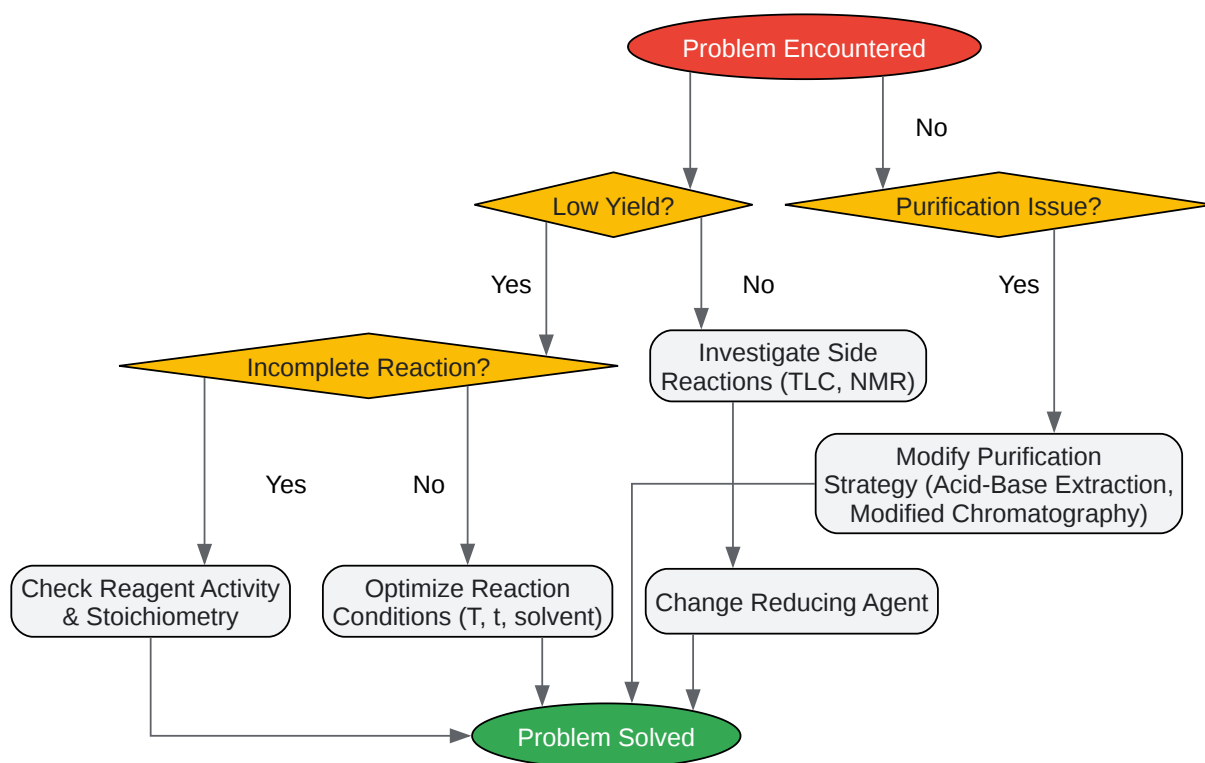 Problem Encountered
No
Low Yield?
Purification Issue?
Yes
No
Yes
Incomplete Reaction?
Investigate Side
Reactions (TLC, NMR)
Modify Purification
Strategy (Acid-Base Extraction,
Modified Chromatography)
Yes
No
Check Reagent Activity
& Stoichiometry
Optimize Reaction
Conditions (T, t, solvent)
Change Reducing Agent
Problem Solved